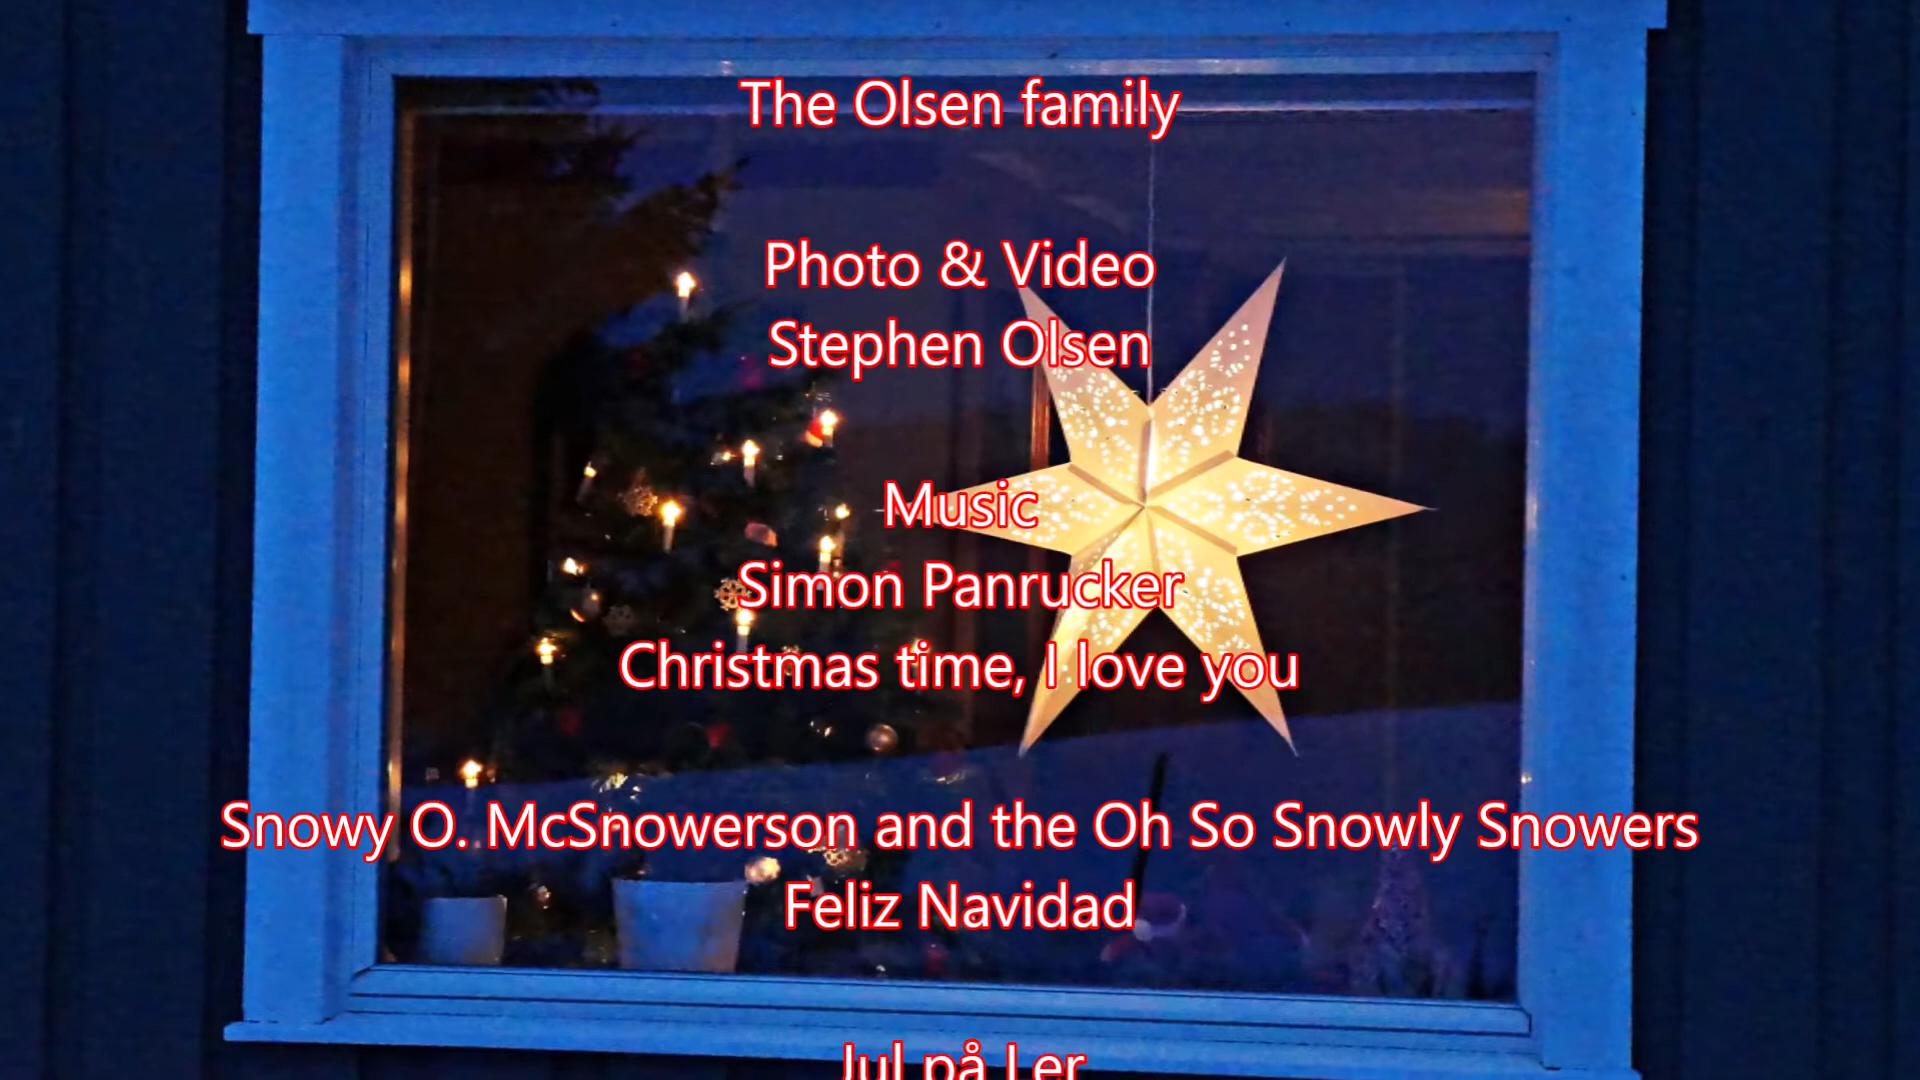 The Olsen family
Photo & Video
Stephen Olsen
Music
Simon Panrucker
Christmas time, I love you
Snowy O. McSnowerson and the Oh So Snowly Snowers
Feliz Navidad
Jul på Ler